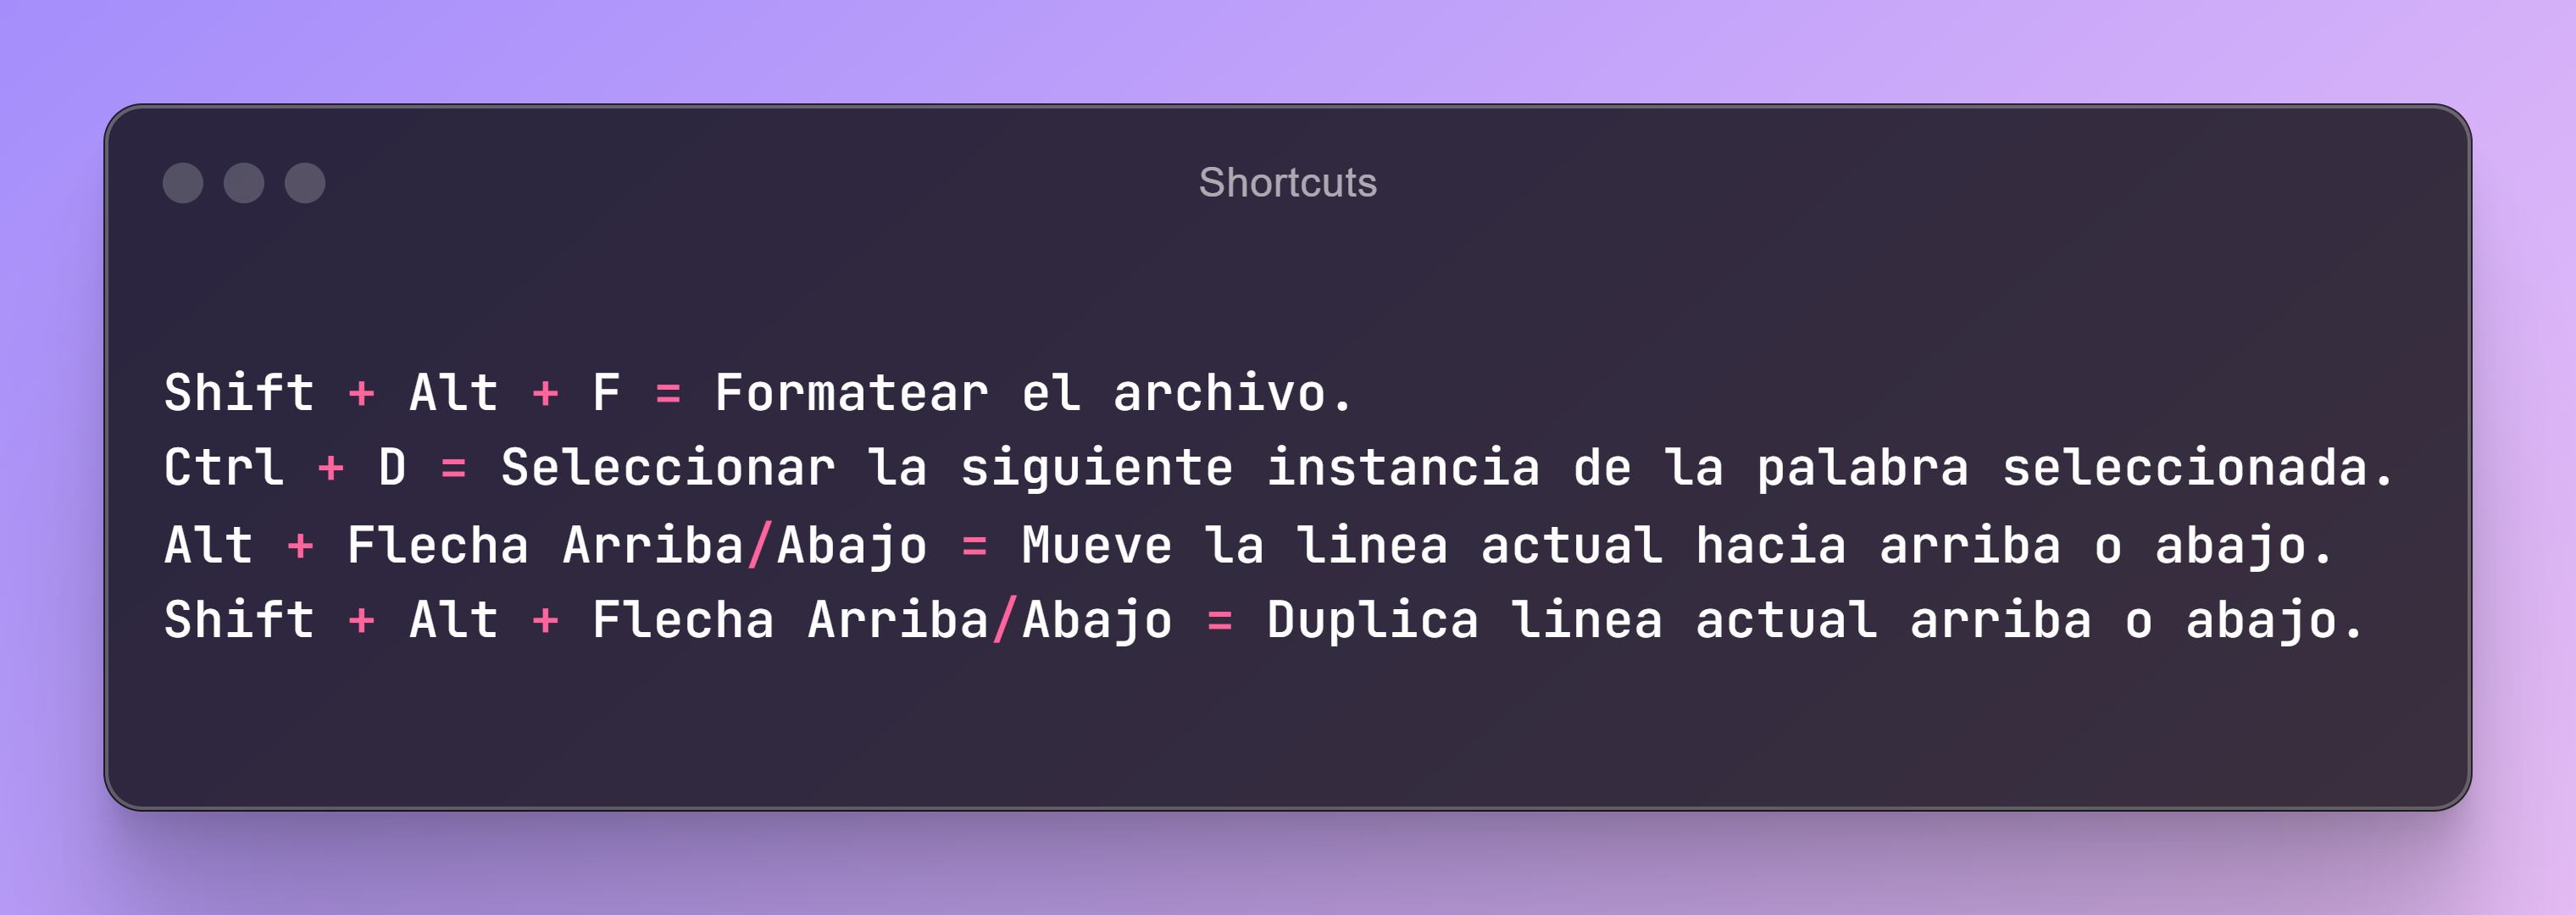 Shortcuts
Shift + Alt + F = Formatear el archivo.
Ctrl + D = Seleccionar la siguiente instancia de la palabra seleccionada.
Alt + Flecha Arriba/Abajo = Mueve la linea actual hacia arriba o abajo.
Shift + Alt + Flecha Arriba/Abajo = Duplica linea actual arriba o abajo.